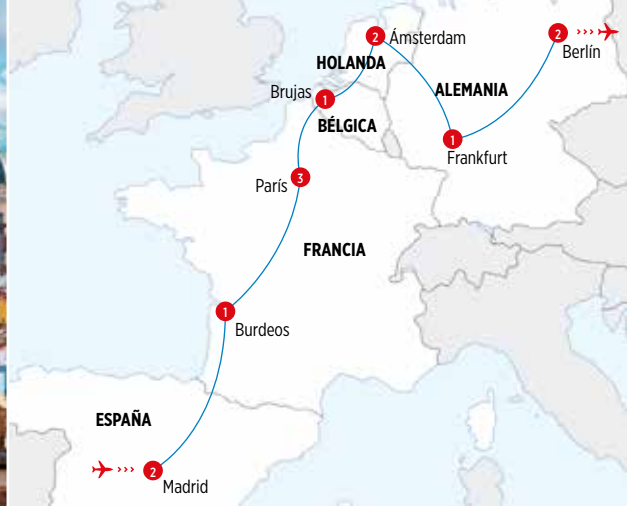 2
Ámsterdam
2
>>>
Berlín
HOLANDA
Brujas
1
ALEMANIA
BÉLGICA
1
Frankfurt
París
3
FRANCIA
1
Burdeos
ESPAÑA
>>>
2
Madrid